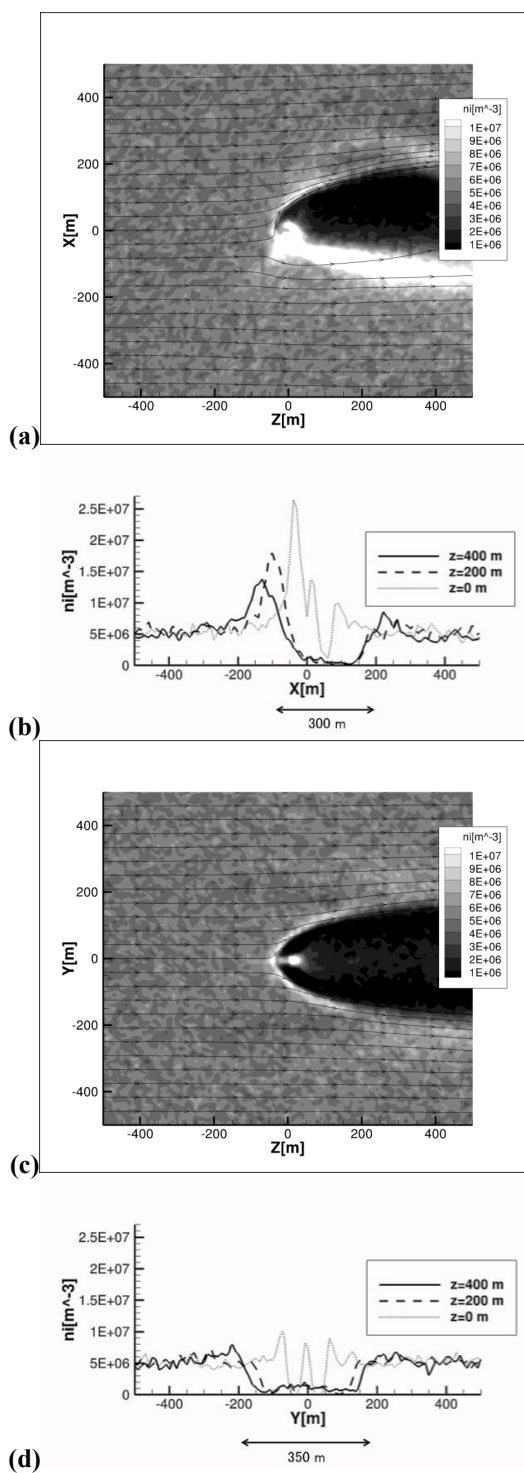 ni[m^-3]
1E+07
9E+06
8E+06
7E+06
6E+06
5E+06
4E+06
3E+06
2E+06
1E+06
X[m]
400
200
0
-200
-400
-400 -200 0 200 400
Z[m]
(a)
ni[m^-3]
2.5E+07
2E+07
1.5E+07
1E+07
5E+06
0
z=400 m
z=200 m
z=0 m
-400 -200 0 200 400
X[m]
300 m
(b)
ni[m^-3]
1E+07
9E+06
8E+06
7E+06
6E+06
5E+06
4E+06
3E+06
2E+06
1E+06
Y[m]
400
200
0
-200
-400
-400 -200 0 200 400
Z[m]
(c)
ni[m^-3]
2.5E+07
2E+07
1.5E+07
1E+07
5E+06
0
z=400 m
z=200 m
z=0 m
-400 -200 0 200 400
Y[m]
350 m
(d)